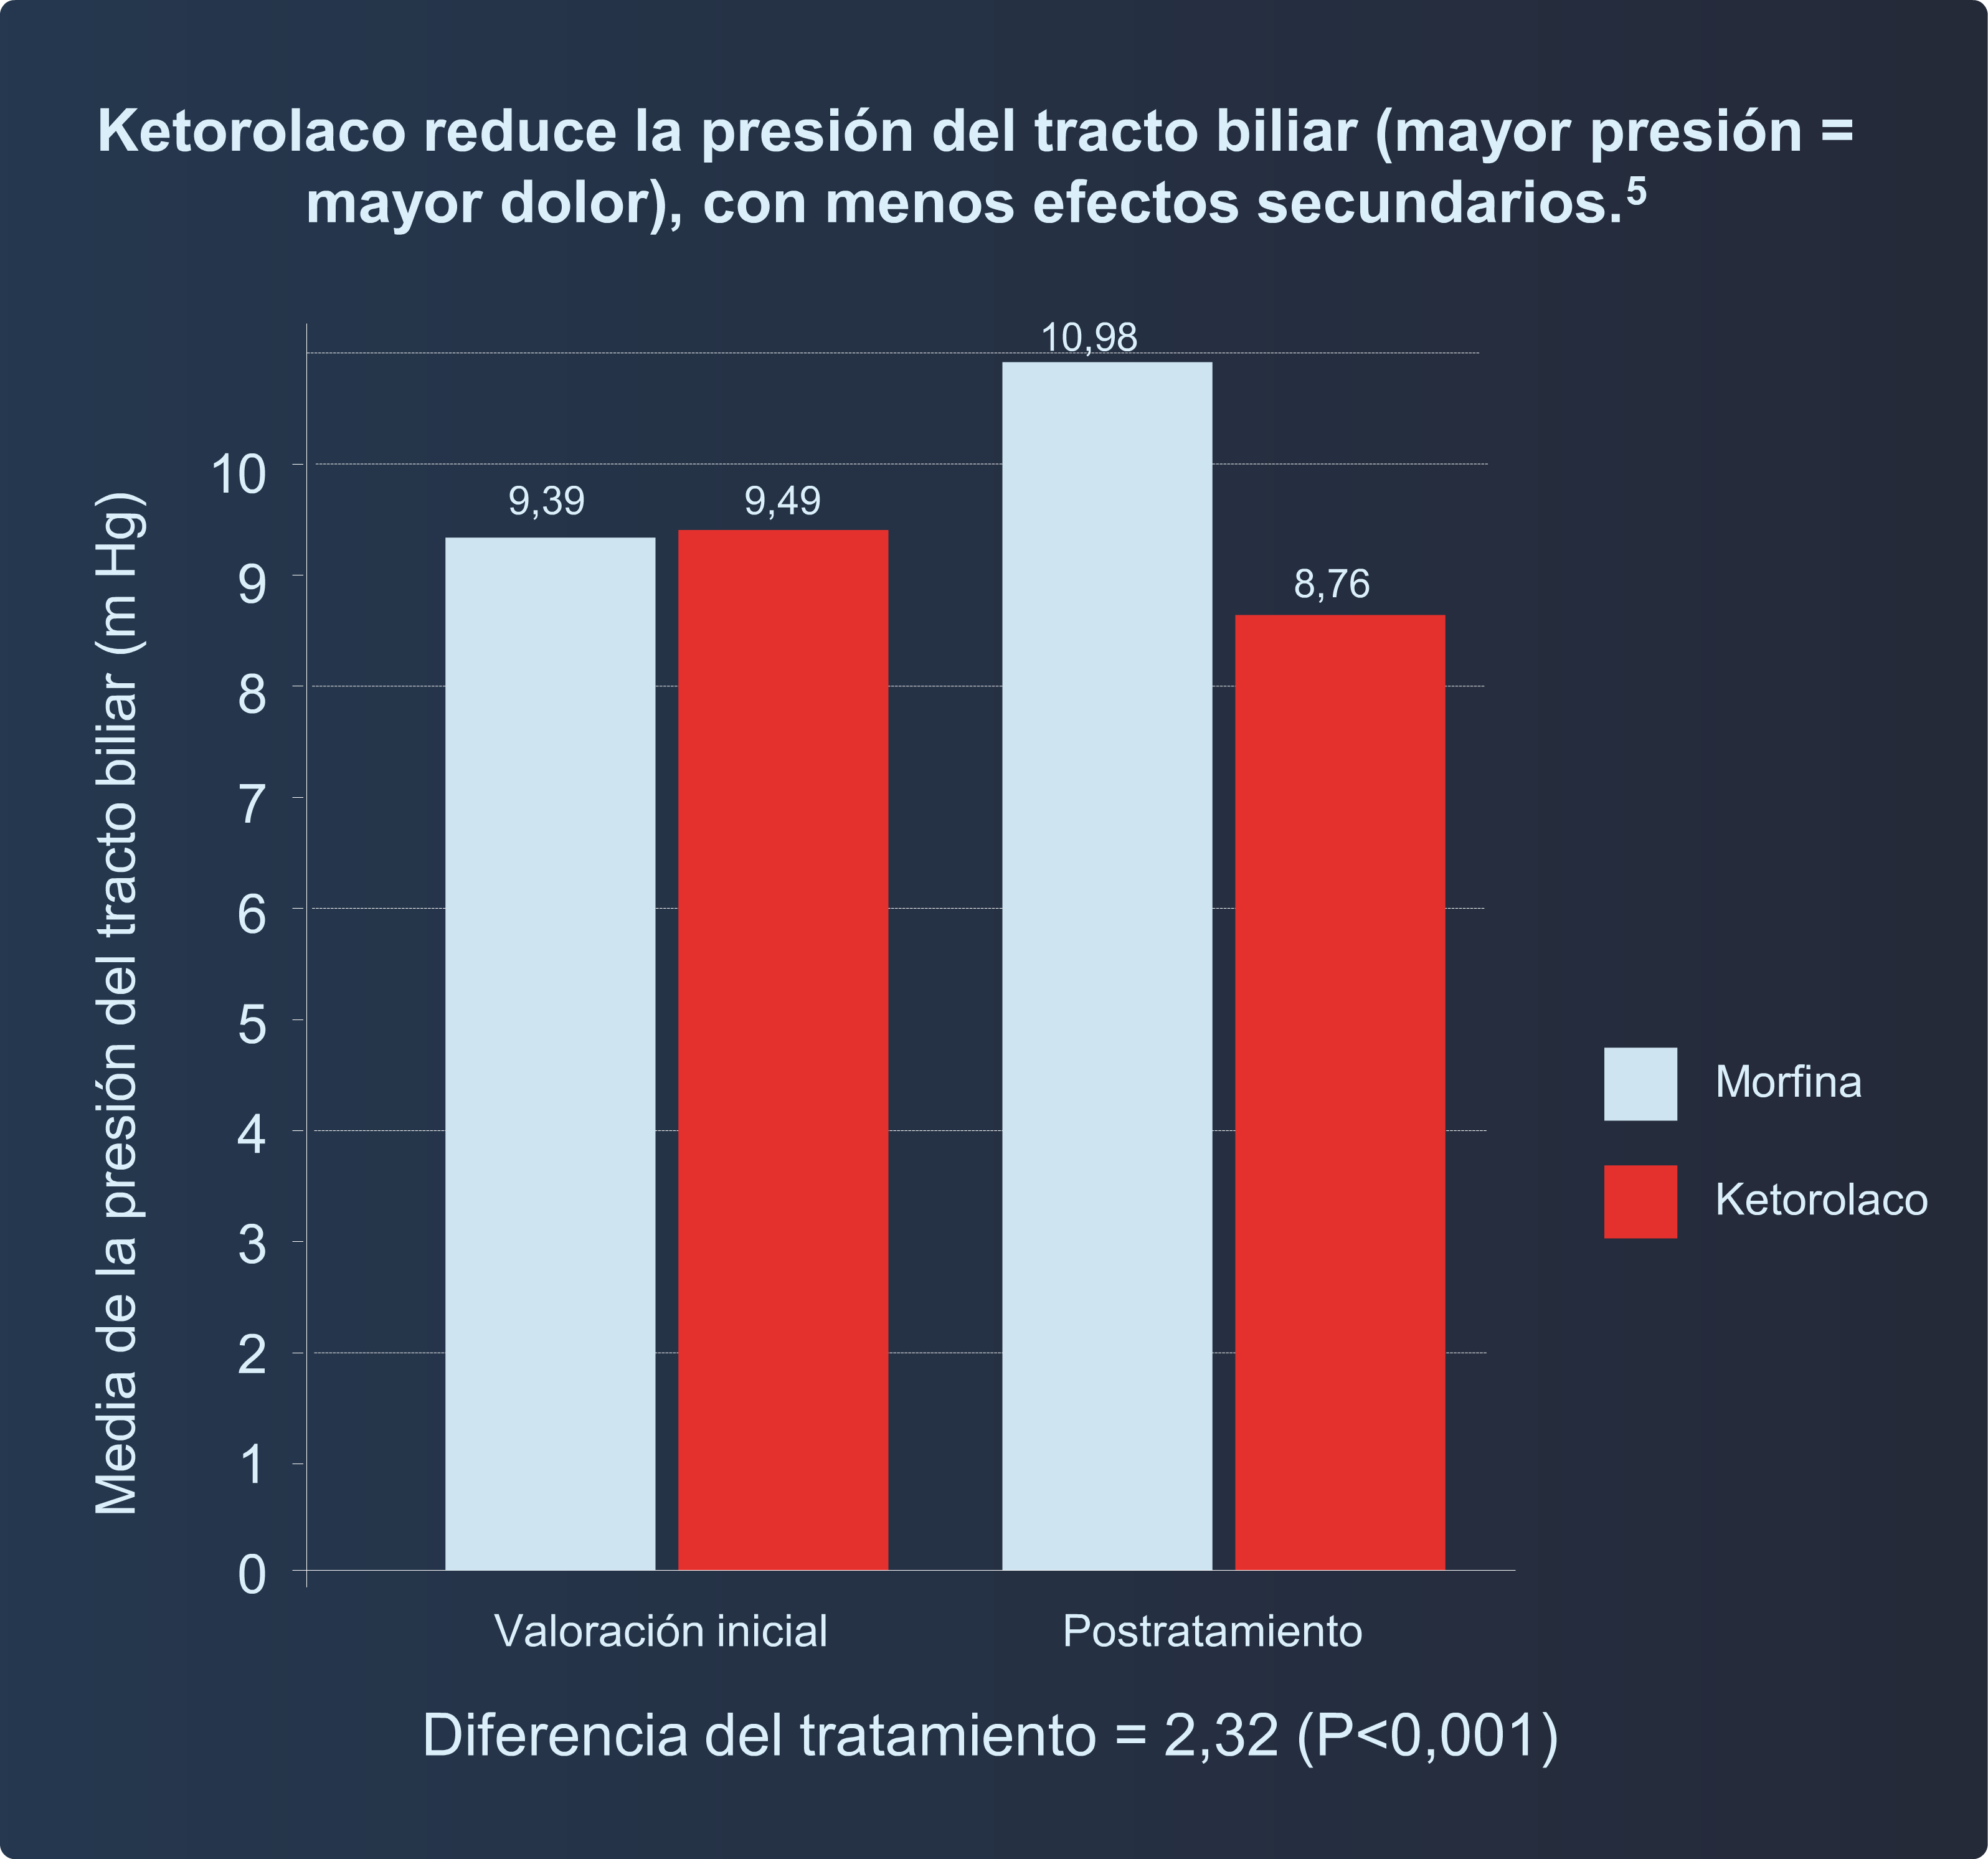 Ketorolaco reduce la presión del tracto biliar (mayor presión =
mayor dolor), con menos efectos secundarios.5
Media de la presión del tracto biliar (m Hg)
10
9
8
7
6
5
4
3
2
1
0
9,39
9,49
10,98
8,76
Valoración inicial
Postratamiento
Morfina
Ketorolaco
Diferencia del tratamiento = 2,32 (P<0,001)